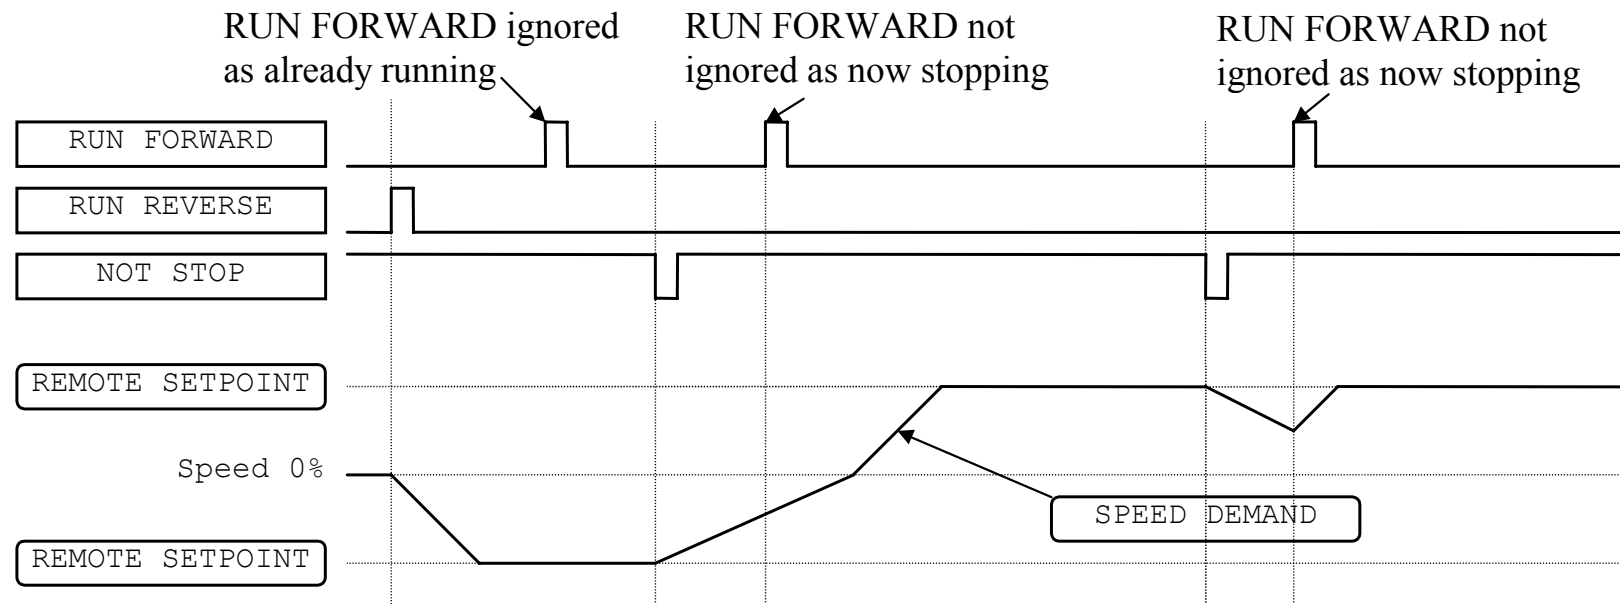 RUN FORWARD ignored
as already running
RUN FORWARD not
ignored as now stopping
RUN FORWARD not
ignored as now stopping
RUN FORWARD
RUN REVERSE
NOT STOP
REMOTE SETPOINT
Speed 0%
SPEED DEMAND
REMOTE SETPOINT